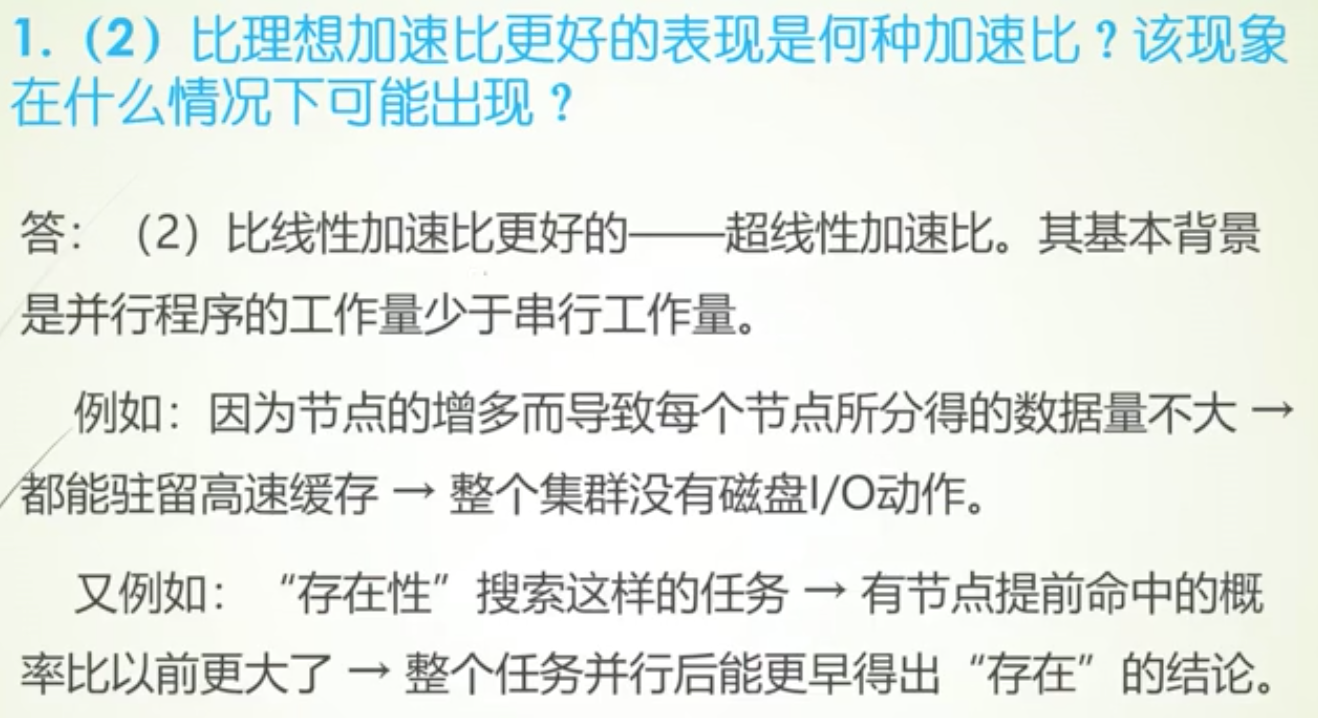 1.（2）比理想加速比更好的表现是何种加速比？该现象
在什么情况下可能出现？
答：（2）比线性加速比更好的——超线性加速比。其基本背景
是并行程序的工作量少于串行工作量。
例如：因为节点的增多而导致每个节点所分得的数据量不大 →
都能驻留高速缓存 → 整个集群没有磁盘I/O动作。
又例如：“存在性”搜索这样的任务 → 有节点提前命中的概
率比以前更大了 → 整个任务并行后能更早得出“存在”的结论。